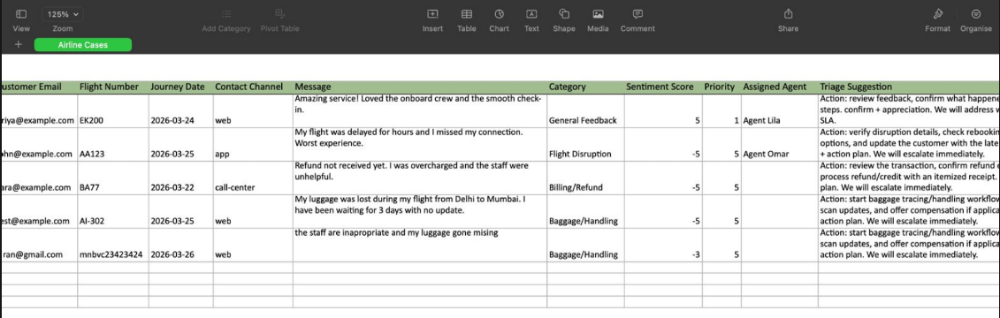 125%
View
Zoom
Add Category
Pivot Table
Insert
Table
Chart
Text
Shape
Media
Comment
Share
Format
Organise
+
Airline Cases
ustomer Email Flight Number Journey Date Contact Channel Message Category Sentiment Score Priority Assigned Agent Triage Suggestion
riya@example.com EK200 2026-03-24 web
Amazing service! Loved the onboard crew and the smooth check-
in.
General Feedback 5 1 Agent Lila
Action: review feedback, confirm what happene
steps. confirm + appreciation. We will address w
SLA.
hn@example.com AA123 2026-03-25 app
My flight was delayed for hours and I missed my connection.
Worst experience.
Flight Disruption -5 5 Agent Omar
Action: verify disruption details, check rebookin
options, and update the customer with the late
+ action plan. We will escalate immediately.
ara@example.com BA77 2026-03-22 call-center
Refund not received yet. I was overcharged and the staff were
unhelpful.
Billing/Refund -5 5
Action: review the transaction, confirm refund e
process refund/credit with an itemized receipt.
plan. We will escalate immediately.
est@example.com AI-302 2026-03-25 web
My luggage was lost during my flight from Delhi to Mumbai. I
have been waiting for 3 days with no update.
Baggage/Handling -5 5
Action: start baggage tracing/handling workflow
scan updates, and offer compensation if applica
action plan. We will escalate immediately.
ran@gmail.com mnbvc23423424 2026-03-26 web
the staff are inapropriate and my luggage gone mising
Baggage/Handling -3 5
Action: start baggage tracing/handling workflow
scan updates, and offer compensation if applica
action plan. We will escalate immediately.